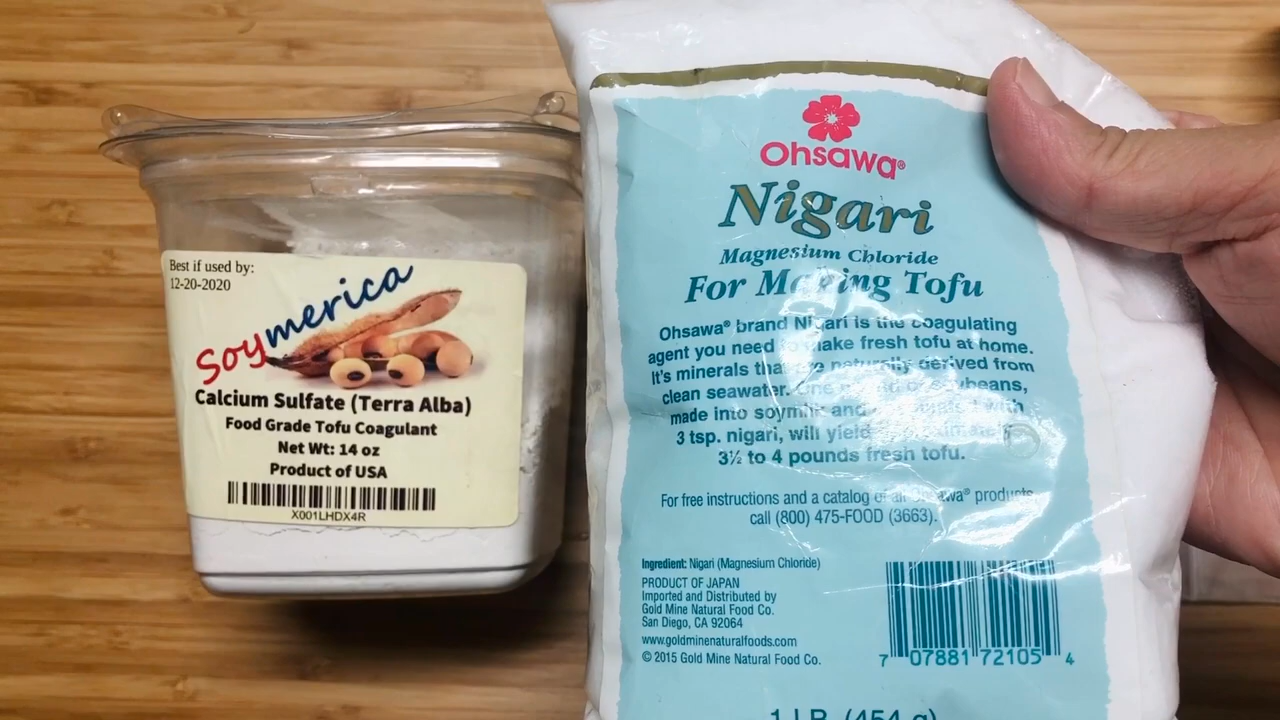 Best if used by:
12-20-2020
Soymerica
Calcium Sulfate (Terra Alba)
Food Grade Tofu Coagulant
Net Wt: 14 oz
Product of USA
X001LHDX4R
Ohsawa®
Nigari
Magnesium Chloride
For Making Tofu
Ohsawa® brand Nigari is the coagulating
agent you need to make fresh tofu at home.
It's minerals that are naturally derived from
clean seawater. One pound of soybeans,
made into soymilk and with
3 tsp. nigari, will yield
3½ to 4 pounds fresh tofu.
For free instructions and a catalog of all Ohsawa® products
call (800) 475-FOOD (3663).
Ingredient: Nigari (Magnesium Chloride)
PRODUCT OF JAPAN
Imported and Distributed by
Gold Mine Natural Food Co.
San Diego, CA 92064
www.goldminenaturalfoods.com
© 2015 Gold Mine Natural Food Co.
7 07881 72105 4
1 LB. (454 g)